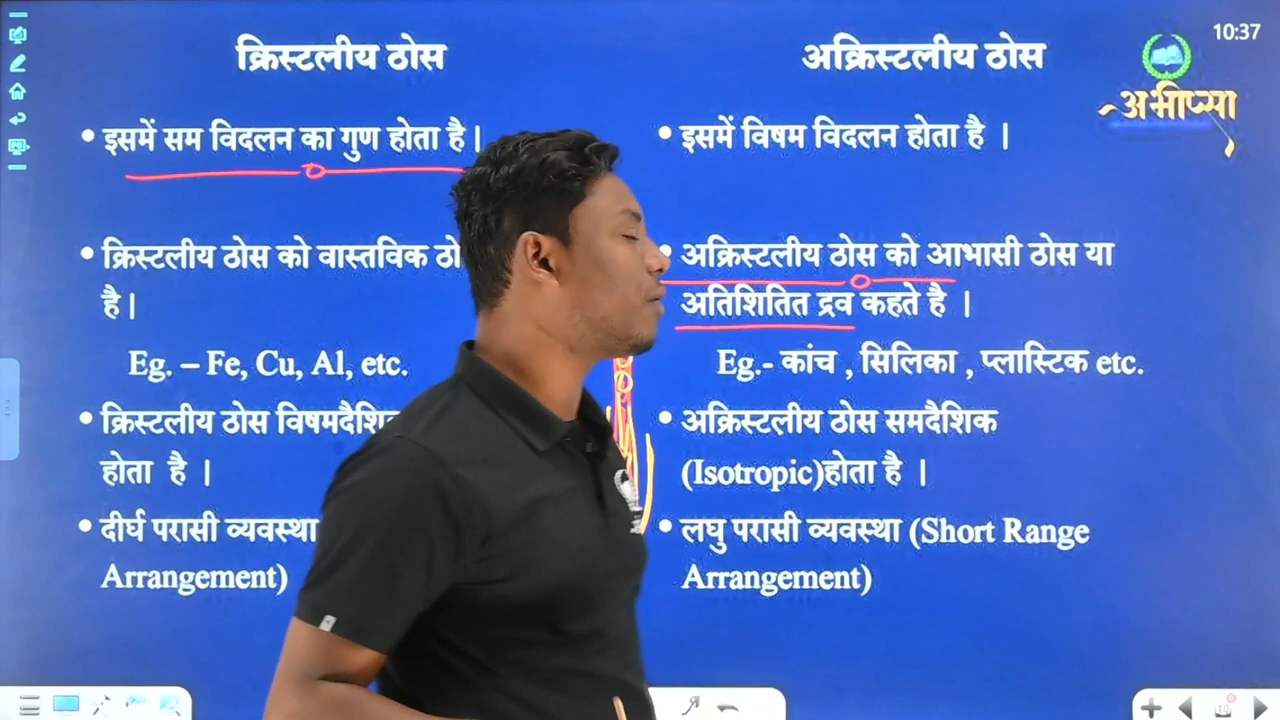 10:37
क्रिस्टलीय ठोस
अक्रिस्टलीय ठोस
अभीप्सा
• इसमें सम विदलन का गुण होता है |
• इसमें विषम विदलन होता है |
• क्रिस्टलीय ठोस को वास्तविक
है |
Eg. – Fe, Cu, Al, etc.
• अक्रिस्टलीय ठोस को आभासी ठोस या
अतिशितित द्रव कहते है |
Eg.- कांच , सिलिका , प्लास्टिक etc.
• क्रिस्टलीय ठोस
होता है |
• अक्रिस्टलीय ठोस समदैशिक
(Isotropic)होता है |
• दीर्घ परासी व्यवस्था
Arrangement)
• लघु परासी व्यवस्था (Short Range
Arrangement)